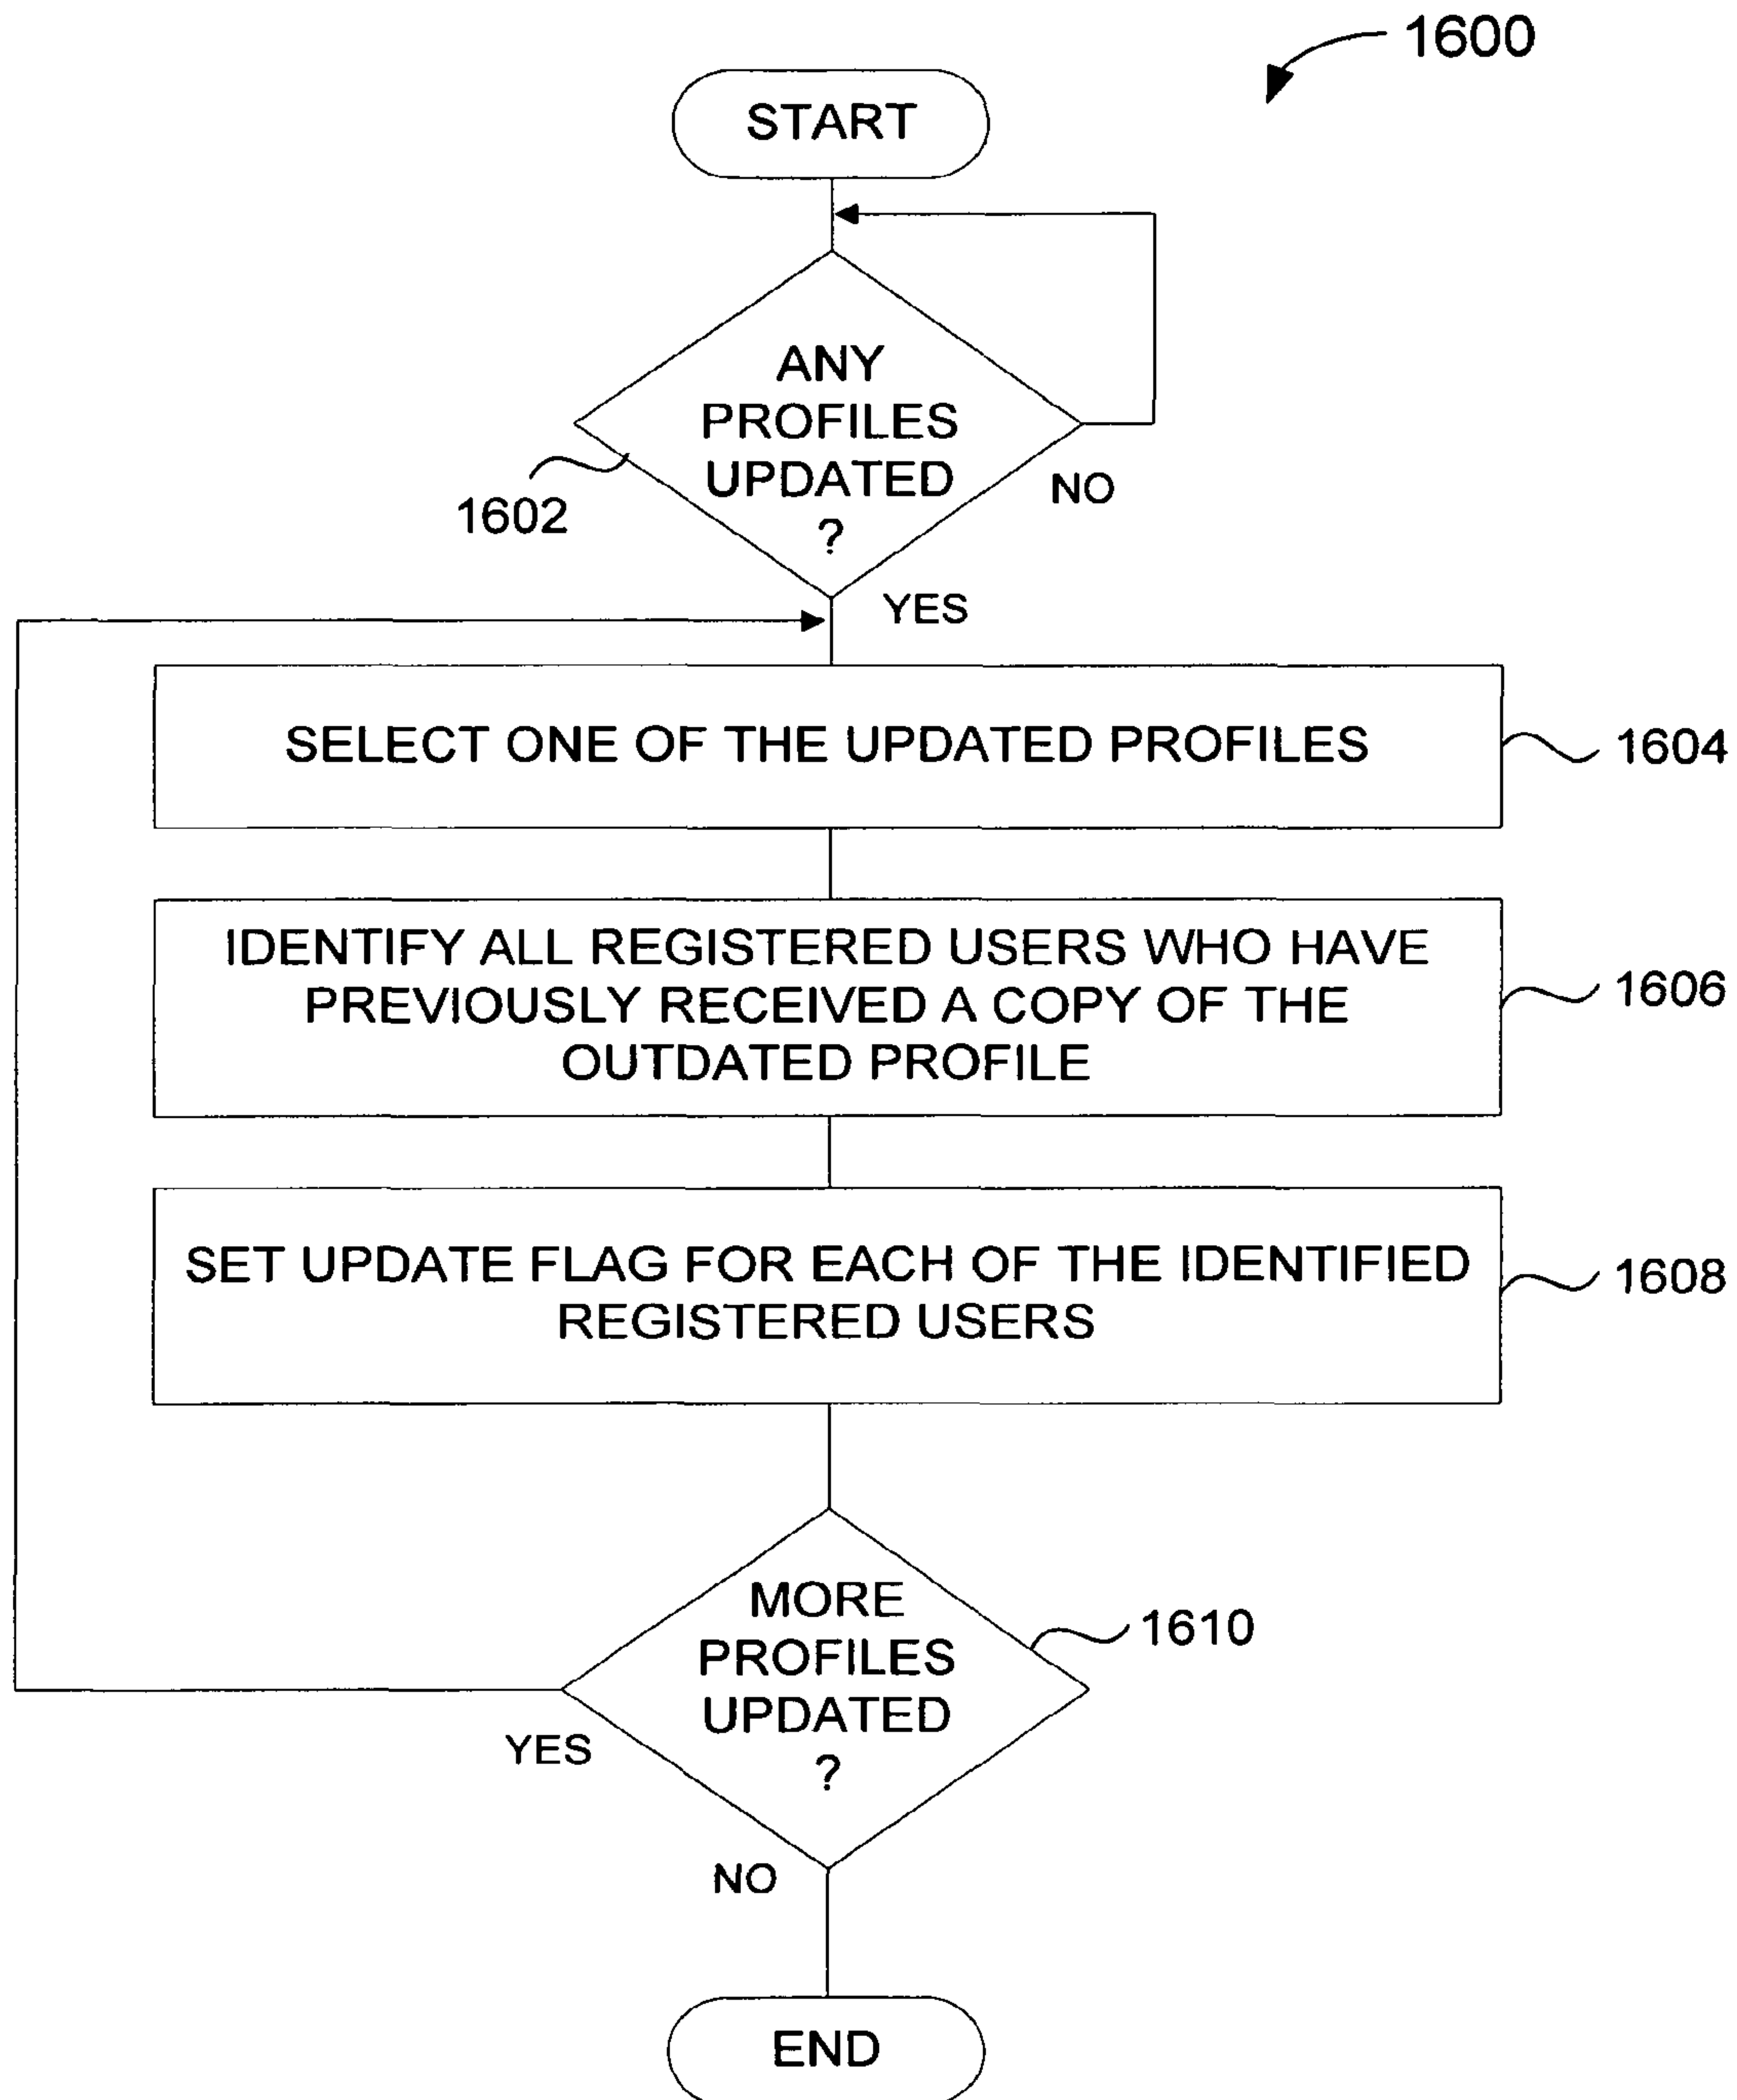 1600
START
ANY
PROFILES
UPDATED
?
1602
NO
YES
SELECT ONE OF THE UPDATED PROFILES
1604
IDENTIFY ALL REGISTERED USERS WHO HAVE
PREVIOUSLY RECEIVED A COPY OF THE
OUTDATED PROFILE
1606
SET UPDATE FLAG FOR EACH OF THE IDENTIFIED
REGISTERED USERS
1608
MORE
PROFILES
UPDATED
?
1610
YES
NO
END